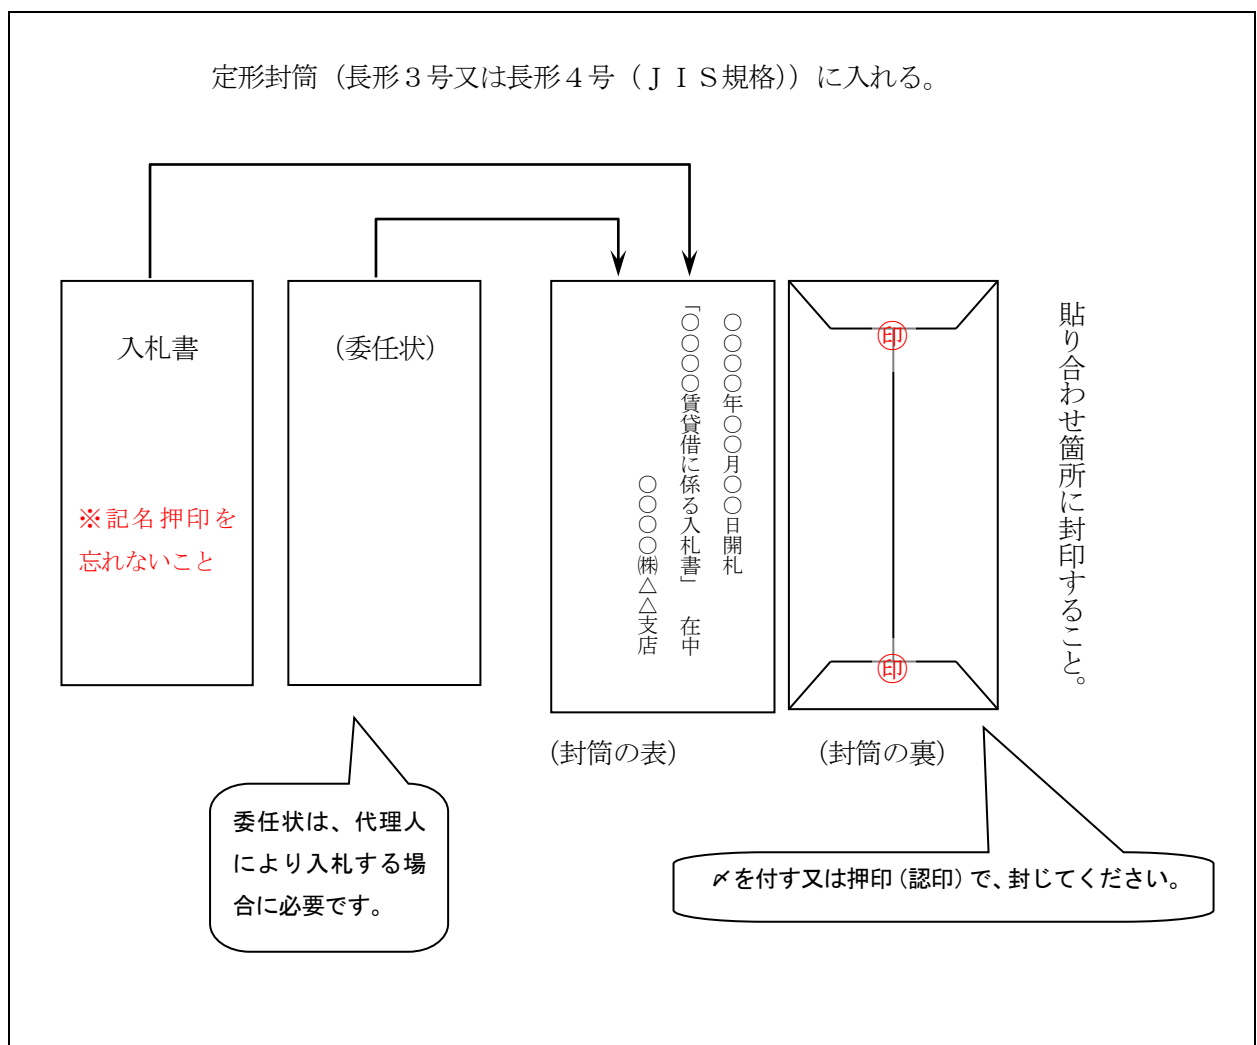 定形封筒（長形３号又は長形４号（ＪＩＳ規格））に入れる。
入札書
※記名押印を
忘れないこと
（委任状）
〇〇〇〇年〇〇月〇〇日開札
「〇〇〇〇賃貸借に係る入札書」　在中
〇〇〇〇㈱△△支店
印
印
貼り合わせ箇所に封印すること。
（封筒の表）
（封筒の裏）
委任状は、代理人
により入札する場
合に必要です。
〆を付す又は押印（認印）で、封じてください。